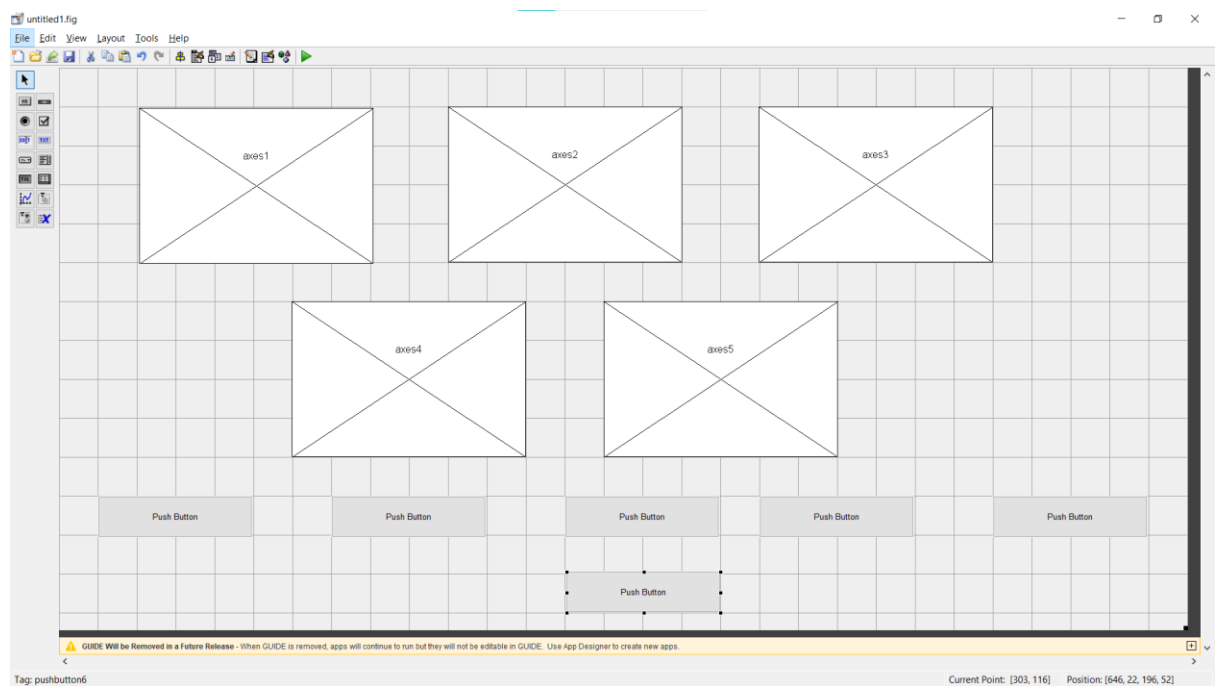 untitled1.fig
File Edit View Layout Tools Help
axes1 axes2 axes3
axes4 axes5
Push Button Push Button Push Button Push Button Push Button
Push Button
GUIDE Will be Removed in a Future Release - When GUIDE is removed, apps will continue to run but they will not be editable in GUIDE. Use App Designer to create new apps.
Tag: pushbutton6 Current Point: [303, 116] Position: [646, 22, 196, 52]